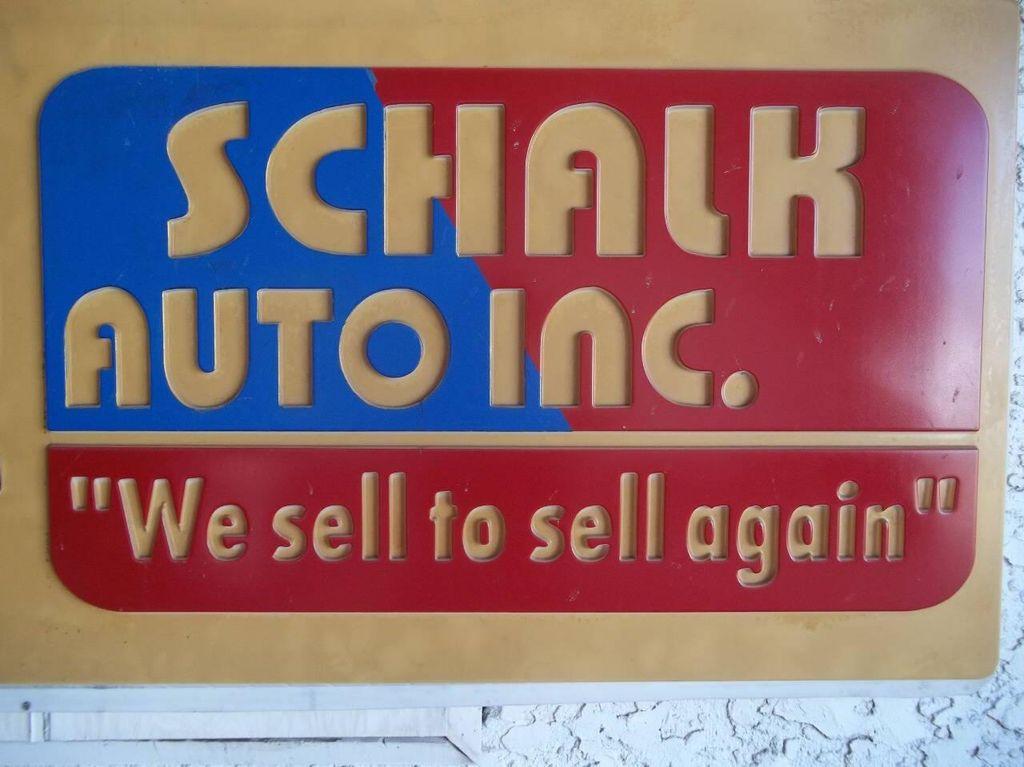 SCHALK
AUTO INC.
"We sell to sell again"